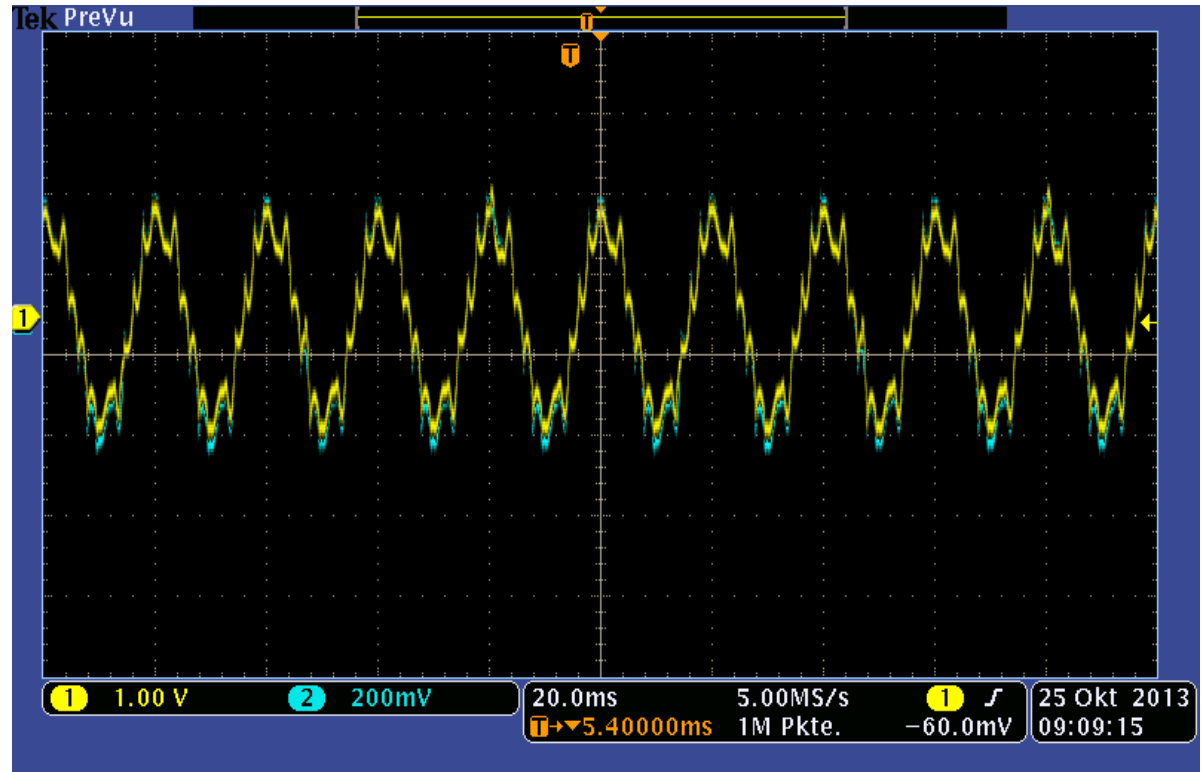 Tek PreVu
T
T
1
1 1.00 V 2 200mV 20.0ms 5.00MS/s 1 25 Okt 2013
T→▼5.40000ms 1M Pkte. −60.0mV 09:09:15